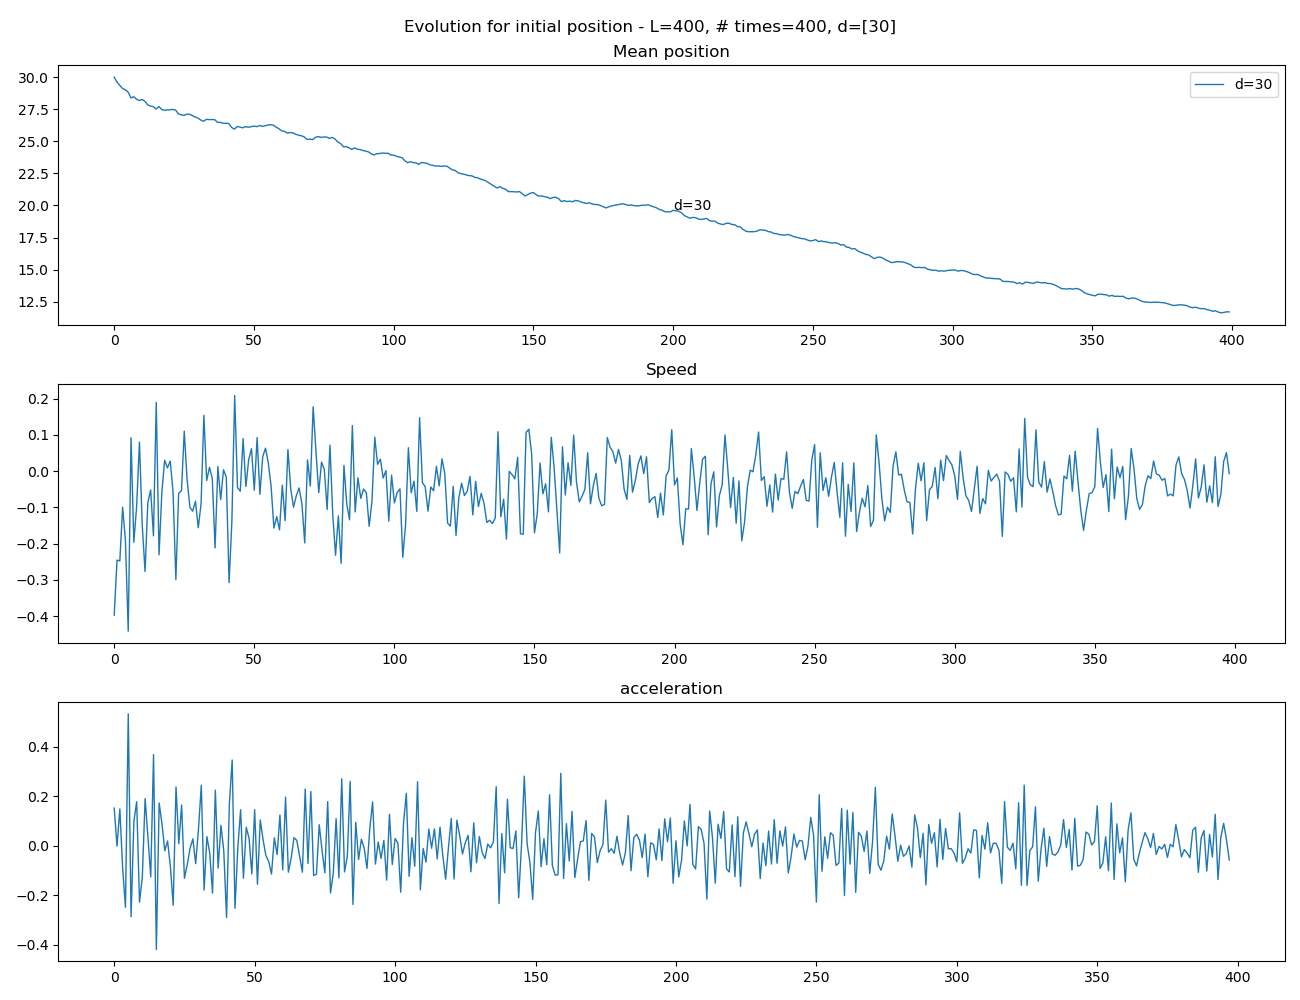 Evolution for initial position - L=400, # times=400, d=[30]
Mean position
30.0
27.5
25.0
22.5
20.0
17.5
15.0
12.5
d=30
d=30
0 50 100 150 200 250 300 350 400
Speed
0.2
0.1
0.0
−0.1
−0.2
−0.3
−0.4
0 50 100 150 200 250 300 350 400
acceleration
0.4
0.2
0.0
−0.2
−0.4
0 50 100 150 200 250 300 350 400